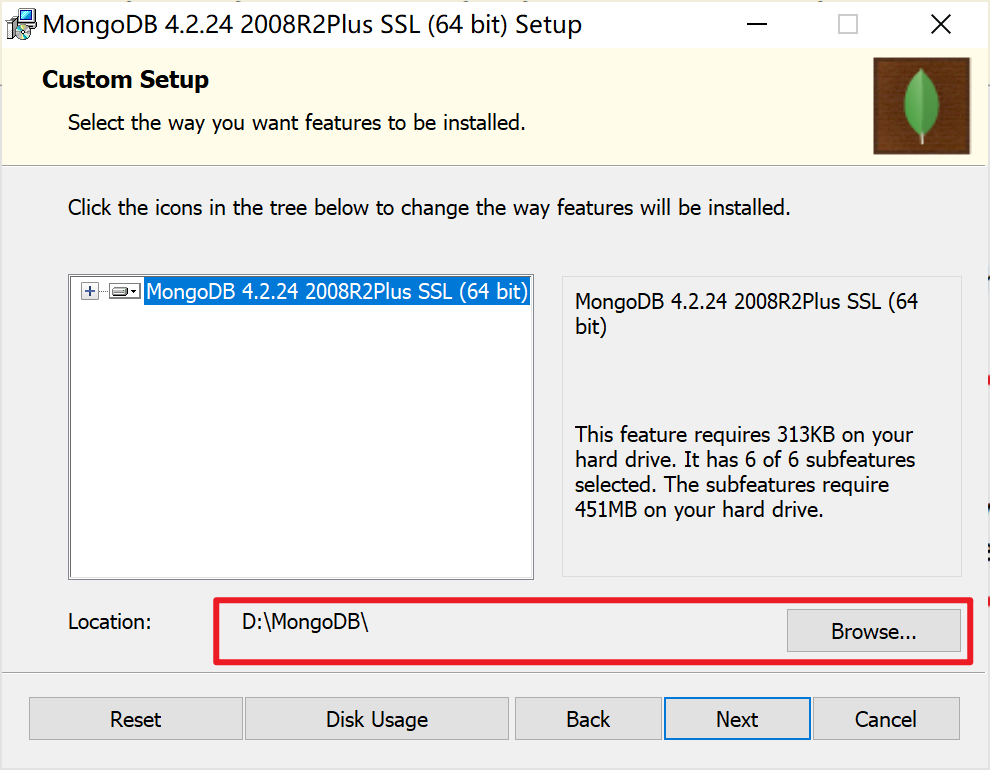 MongoDB 4.2.24 2008R2Plus SSL (64 bit) Setup
Custom Setup
Select the way you want features to be installed.
Click the icons in the tree below to change the way features will be installed.
MongoDB 4.2.24 2008R2Plus SSL (64 bit)
MongoDB 4.2.24 2008R2Plus SSL (64
bit)
This feature requires 313KB on your
hard drive. It has 6 of 6 subfeatures
selected. The subfeatures require
451MB on your hard drive.
Location:
D:\MongoDB\
Browse...
Reset
Disk Usage
Back
Next
Cancel